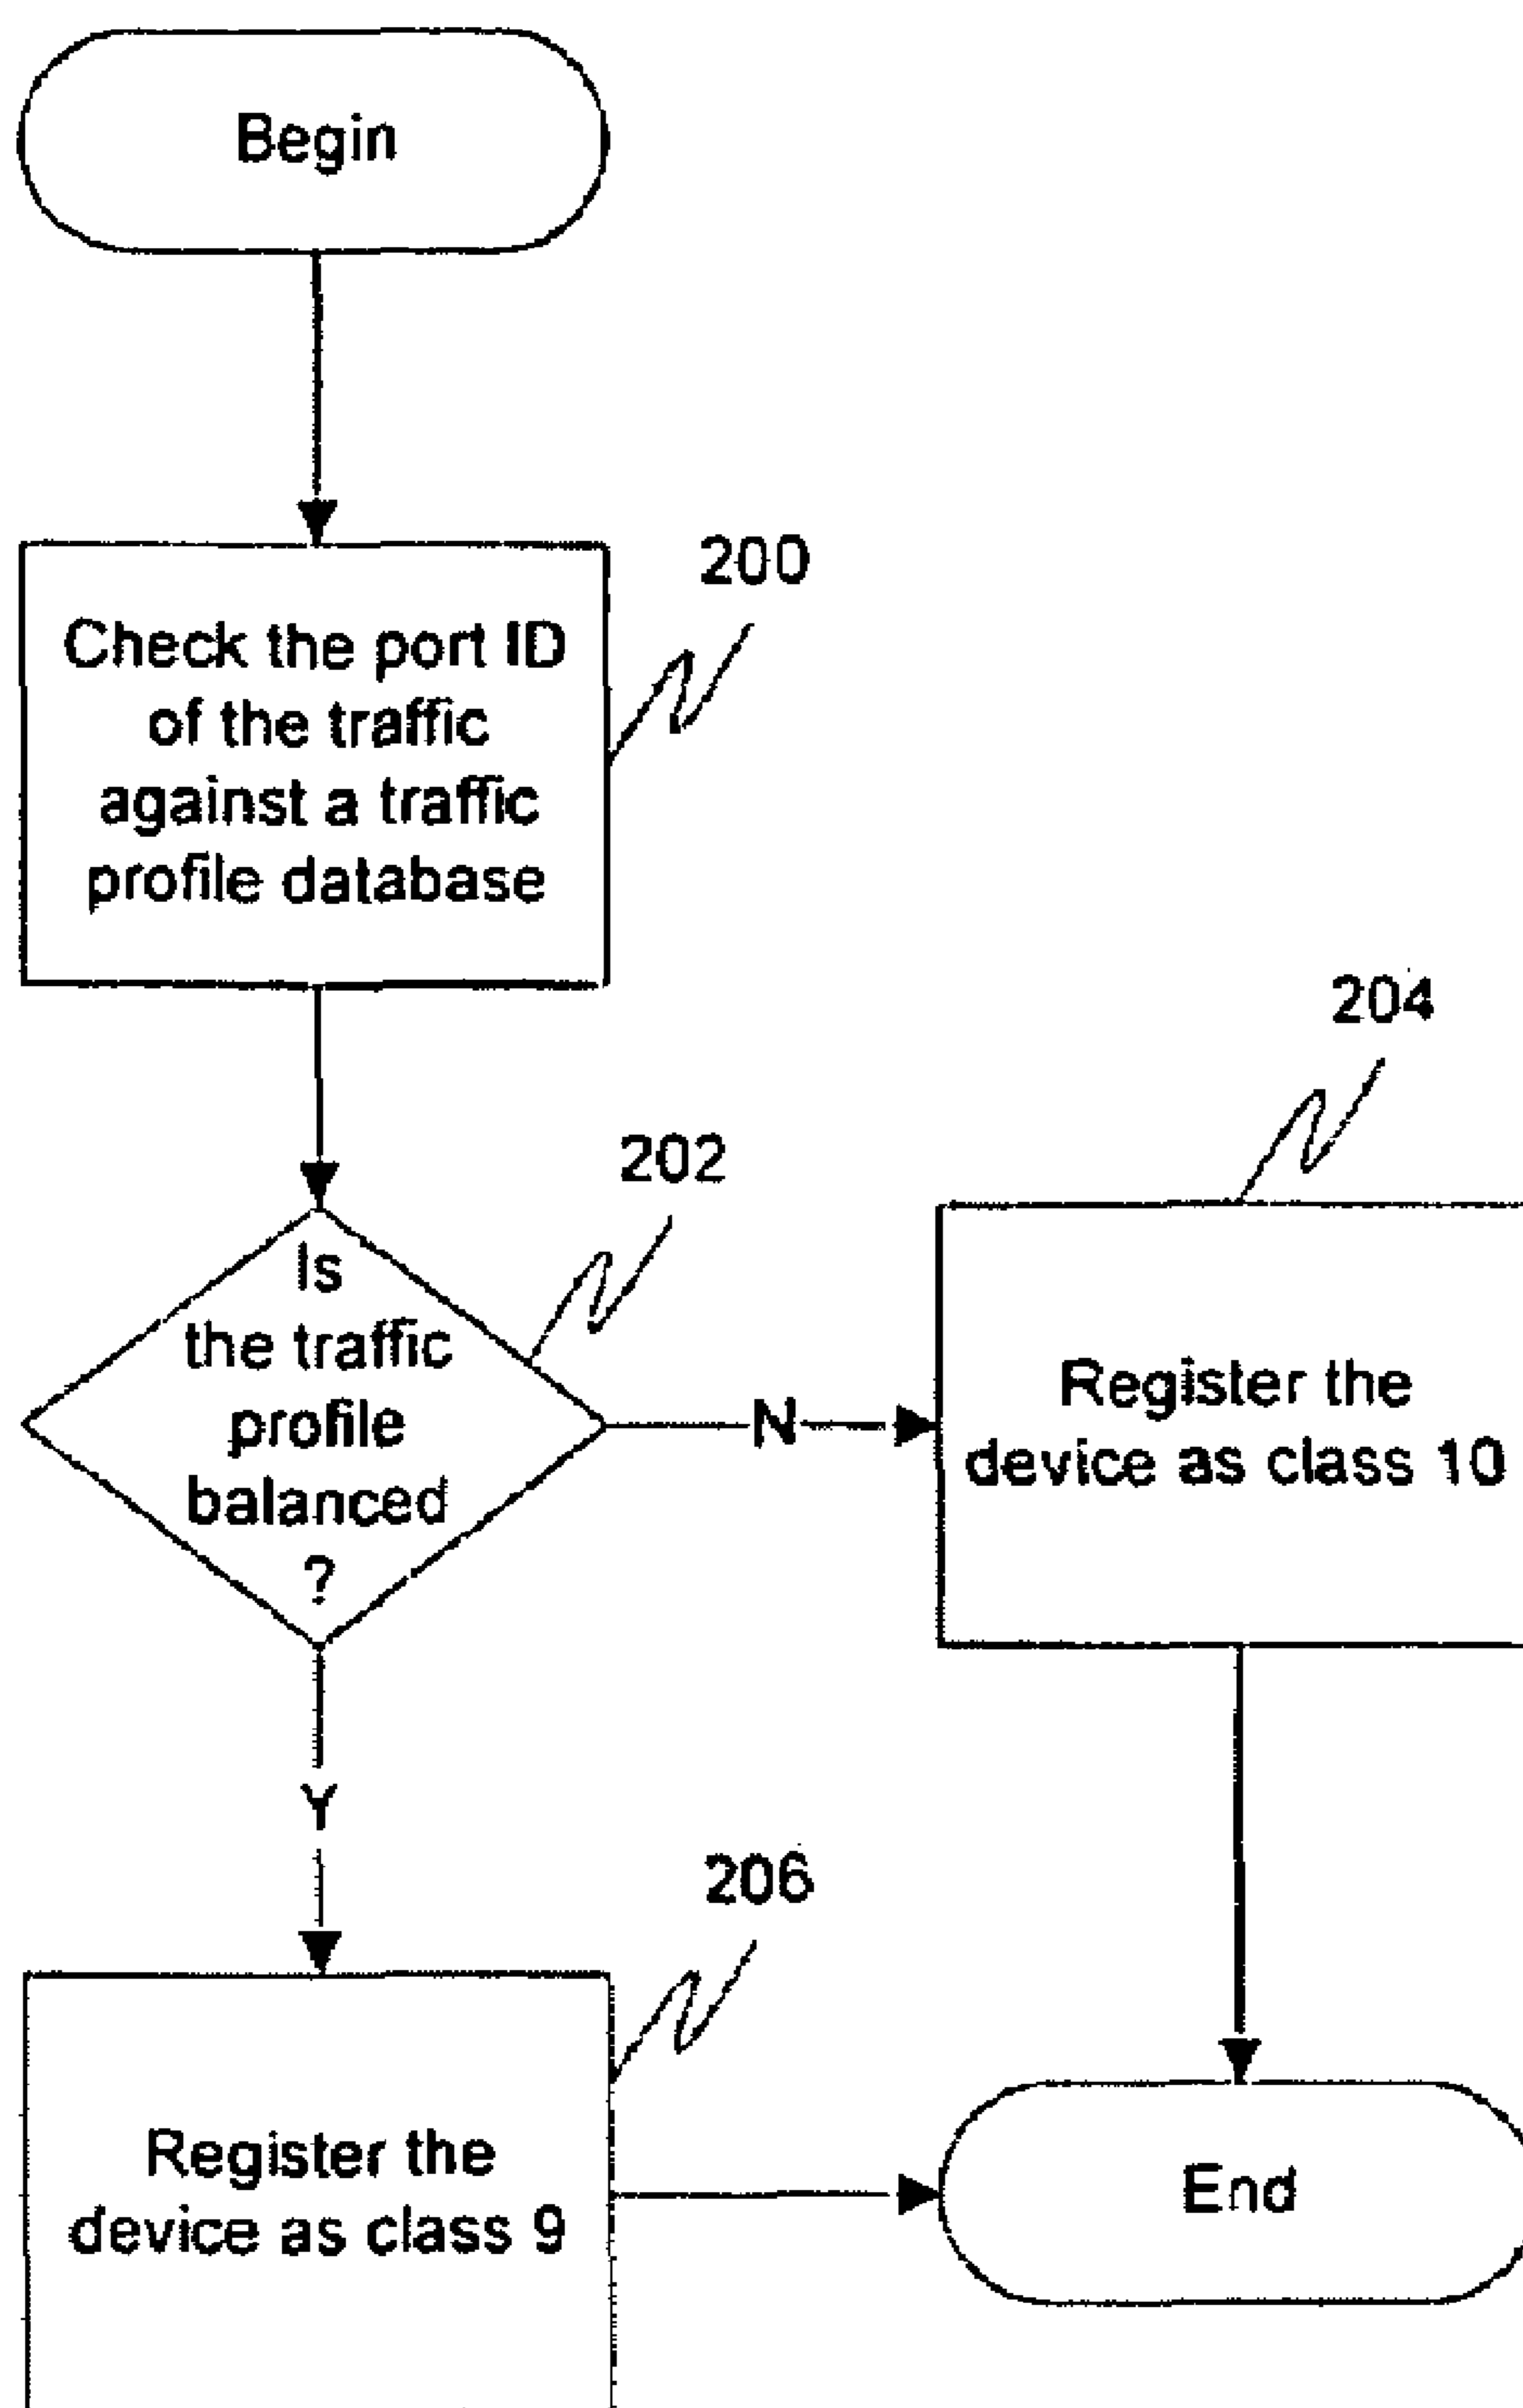 Begin
200
Check the port ID
of the traffic
against a traffic
profile database
204
202
Is
the traffic
profile
balanced
?
N
Register the
device as class 10
Y
206
Register the
device as class 9
End